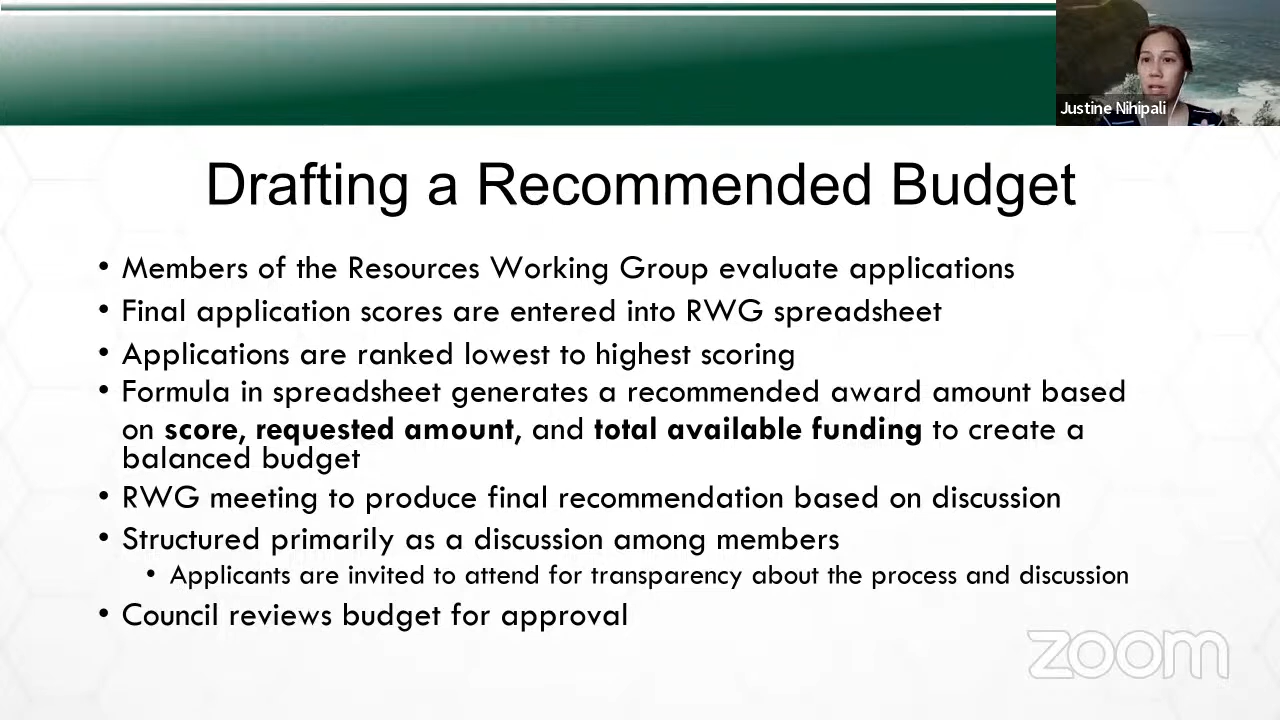 Justine Nihipali
Drafting a Recommended Budget
• Members of the Resources Working Group evaluate applications
• Final application scores are entered into RWG spreadsheet
• Applications are ranked lowest to highest scoring
• Formula in spreadsheet generates a recommended award amount based
on score, requested amount, and total available funding to create a
balanced budget
• RWG meeting to produce final recommendation based on discussion
• Structured primarily as a discussion among members
• Applicants are invited to attend for transparency about the process and discussion
• Council reviews budget for approval
zoom